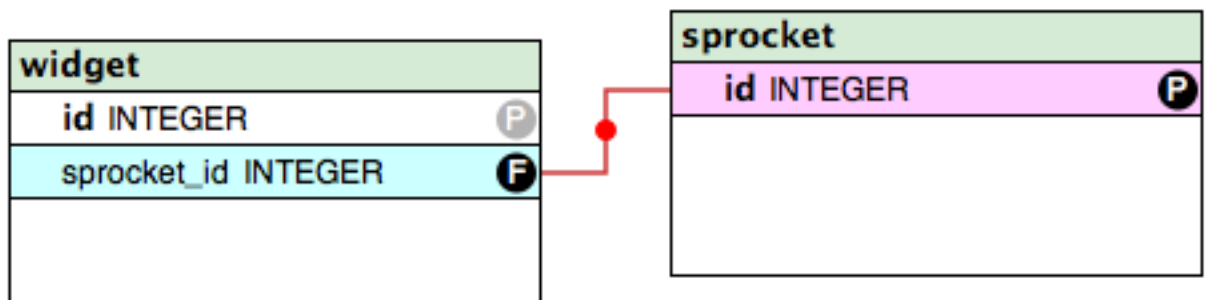 widget
id INTEGER P
sprocket_id INTEGER F
sprocket
id INTEGER P